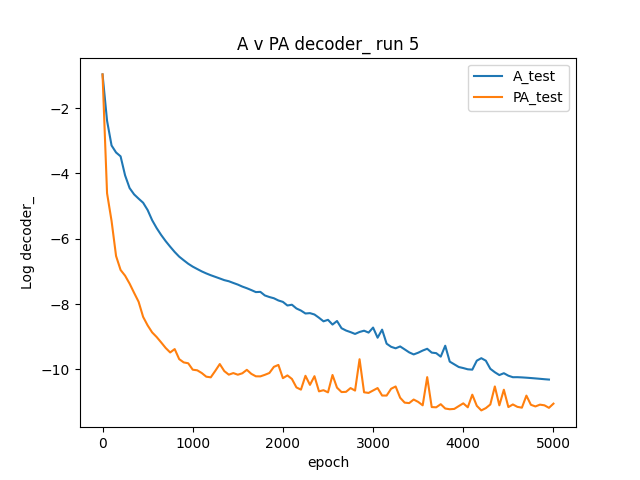 A v PA decoder_ run 5
A_test
PA_test
Log decoder_
−2
−4
−6
−8
−10
0
1000
2000
3000
4000
5000
epoch